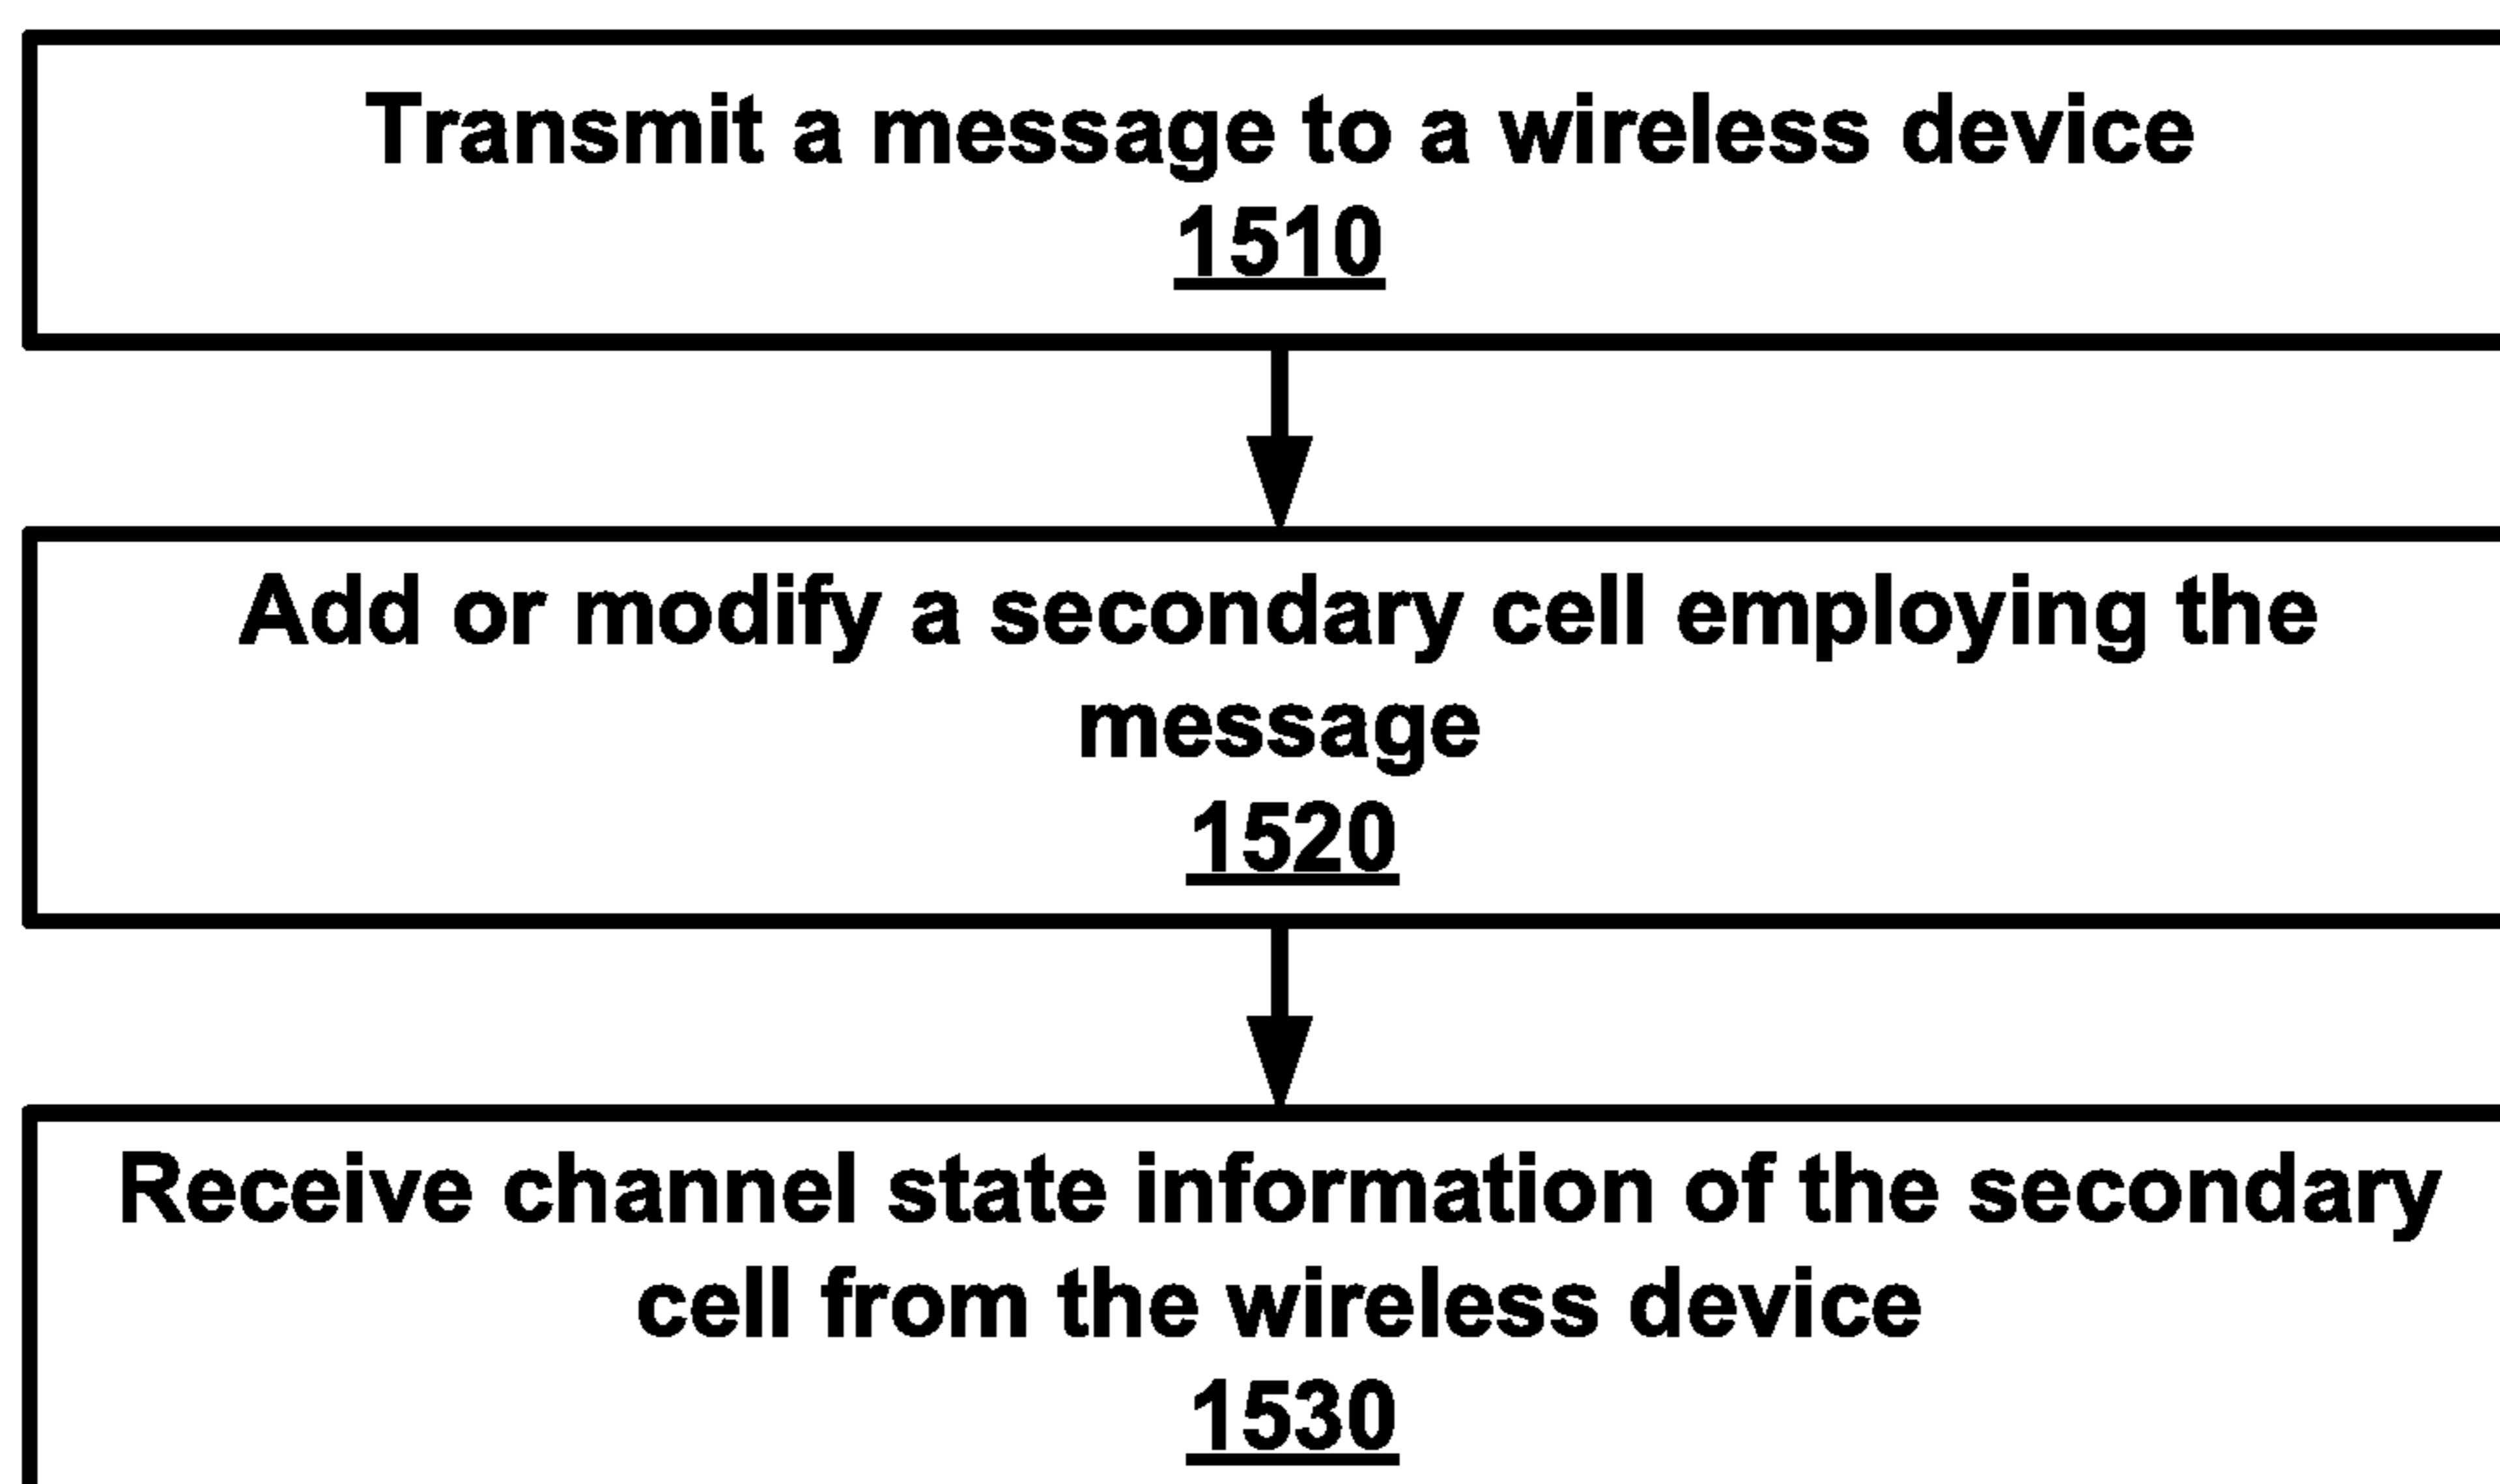 Transmit a message to a wireless device
1510
Add or modify a secondary cell employing the
message
1520
Receive channel state information of the secondary
cell from the wireless device
1530